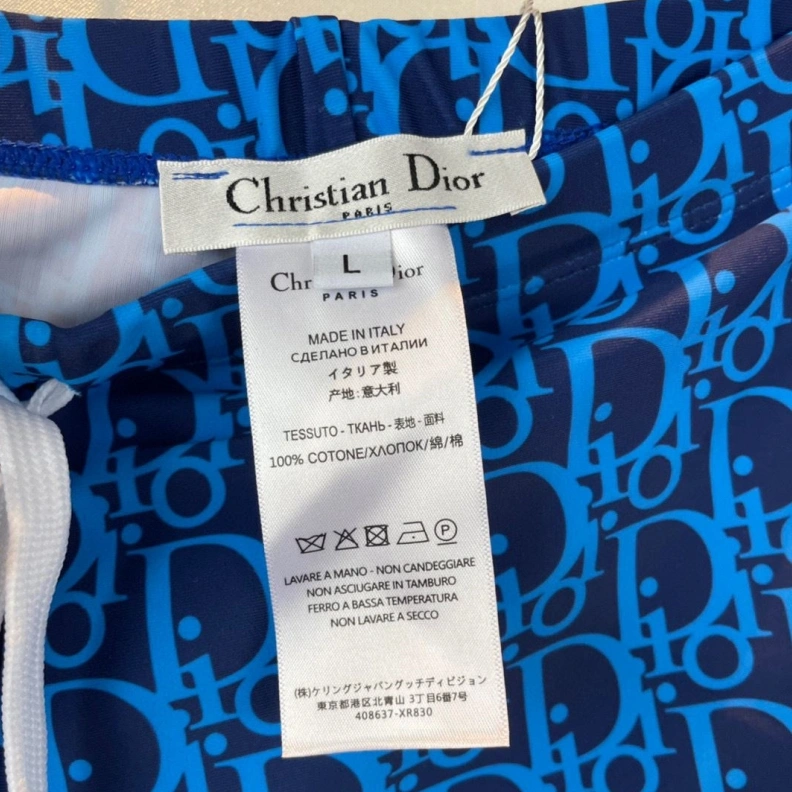 Christian Dior
PARIS
L
Chr Dior
PARIS
MADE IN ITALY
СДЕЛАНО В ИТАЛИИ
イタリア製
产地:意大利
TESSUTO - ТКАНЬ - 表地 - 面料
100% COTONE/ХЛОПОК/綿/棉
P
LAVARE A MANO - NON CANDEGGIARE
NON ASCIUGARE IN TAMBURO
FERRO A BASSA TEMPERATURA
NON LAVARE A SECCO
(株)ケリングジャパングッチディビジョン
東京都港区北青山 3丁目6番7号
408637-XR830